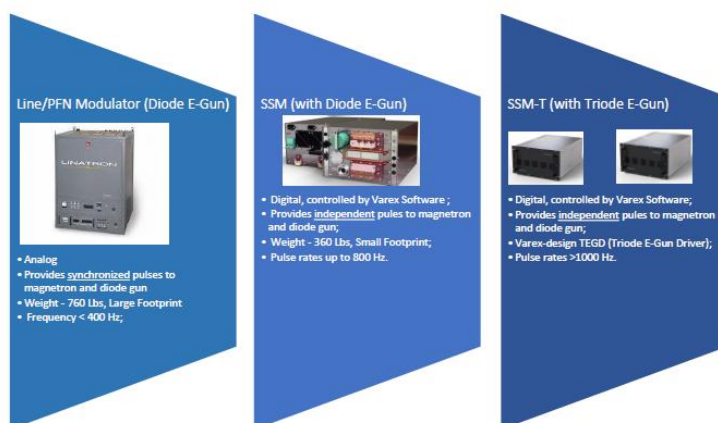 Line/PFN Modulator (Diode E-Gun)
LINATRON
• Analog
• Provides synchronized pulses to
magnetron and diode gun
• Weight - 760 Lbs, Large Footprint
• Frequency < 400 Hz;
SSM (with Diode E-Gun)
• Digital, controlled by Varex Software ;
• Provides independent pules to magnetron
and diode gun;
• Weight - 360 Lbs, Small Footprint;
• Pulse rates up to 800 Hz.
SSM-T (with Triode E-Gun)
• Digital, controlled by Varex Software;
• Provides independent pules to magnetron
and diode gun;
• Varex-design TEGD (Triode E-Gun Driver);
• Pulse rates >1000 Hz.